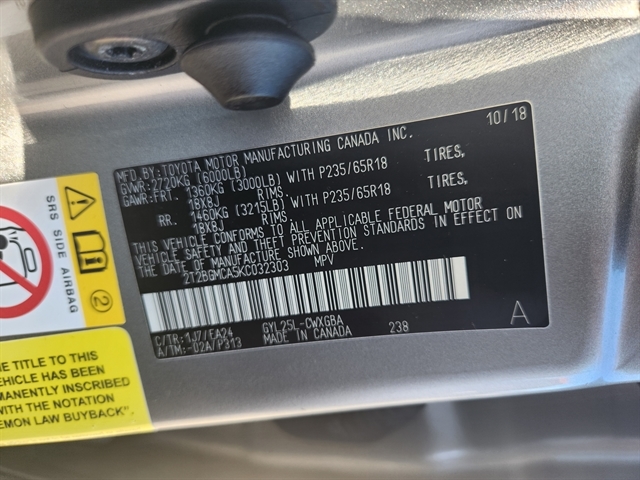 10/18
MFD.BY:TOYOTA MOTOR MANUFACTURING CANADA INC.
GVWR:2720KG (6000LB)
GAWR:FRT. 1360KG (3000LB) WITH P235/65R18 TIRES,
18X8J RIMS
RR. 1460KG (3219LB) WITH P235/65R18 TIRES,
18X8J RIMS.
THIS VEHICLE CONFORMS TO ALL APPLICABLE FEDERAL MOTOR
VEHICLE SAFETY AND THEFT PREVENTION STANDARDS IN EFFECT ON
THE DATE OF MANUFACTURE SHOWN ABOVE.
2T2BGMCA5KC032303 MPV
C/TR:1J7/EA24 GYL25L-CWXGBA
A/TM:-02A/P313 MADE IN CANADA 238
A
SRS SIDE AIRBAG
2
THE TITLE TO THIS
VEHICLE HAS BEEN
MANENTLY INSCRIBED
WITH THE NOTATION
EMON LAW BUYBACK".